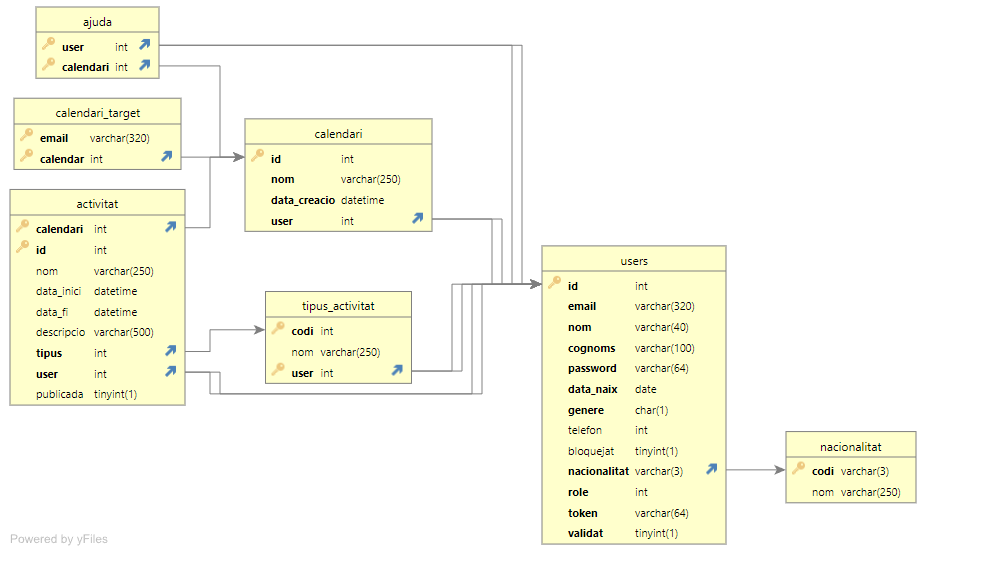 ajuda
user int
calendari int
calendari_target
email varchar(320)
calendar int
activitat
calendari int
id int
nom varchar(250)
data_inici datetime
data_fi datetime
descripcio varchar(500)
tipus int
user int
publicada tinyint(1)
calendari
id int
nom varchar(250)
data_creacio datetime
user int
tipus_activitat
codi int
nom varchar(250)
user int
users
id int
email varchar(320)
nom varchar(40)
cognoms varchar(100)
password varchar(64)
data_naix date
genere char(1)
telefon int
bloquejat tinyint(1)
nacionalitat varchar(3)
role int
token varchar(64)
validat tinyint(1)
nacionalitat
codi varchar(3)
nom varchar(250)
Powered by yFiles